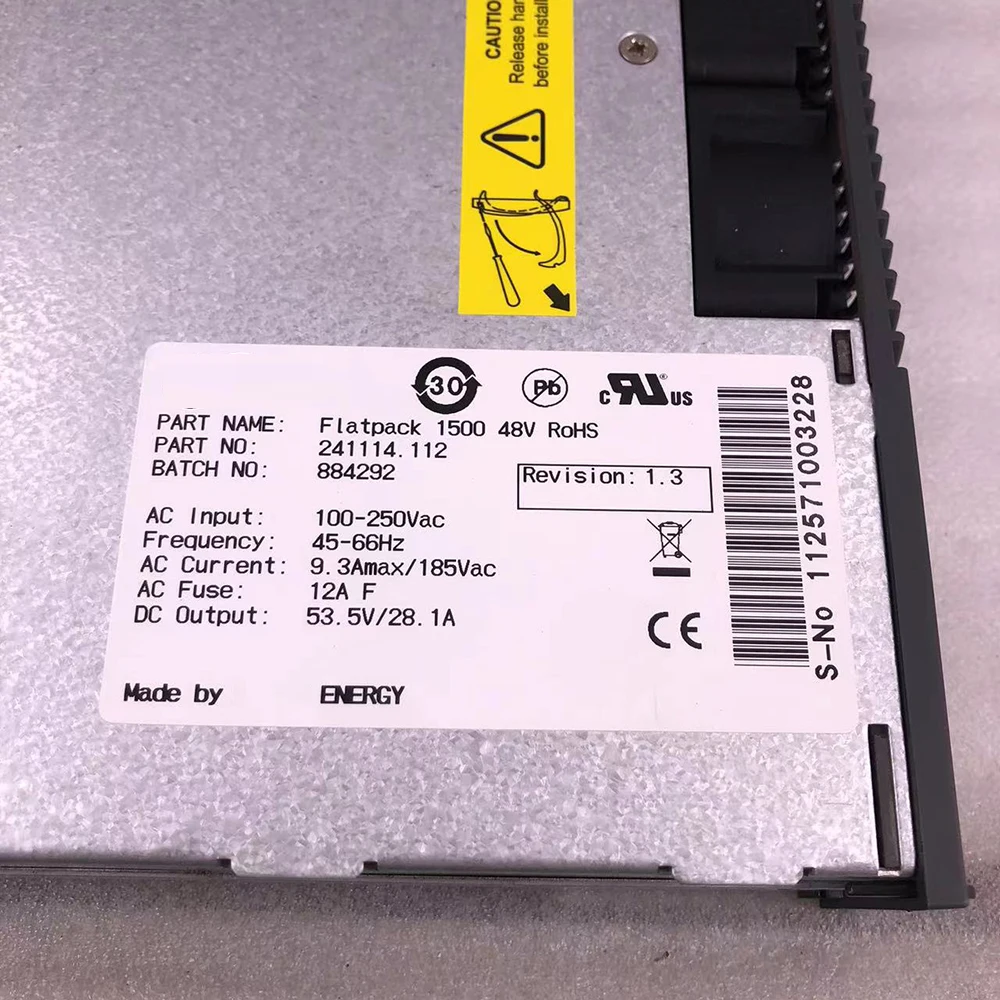 CAUTIO
Release han
before install
30
Pb
c RU ® US
PART NAME: Flatpack 1500 48V RoHS
PART NO: 241114.112
BATCH NO: 884292
Revision: 1.3
AC Input: 100-250Vac
Frequency: 45-66Hz
AC Current: 9.3Amax/185Vac
AC Fuse: 12A F
DC Output: 53.5V/28.1A
CE
Made by ENERGY
S-No 112571003228